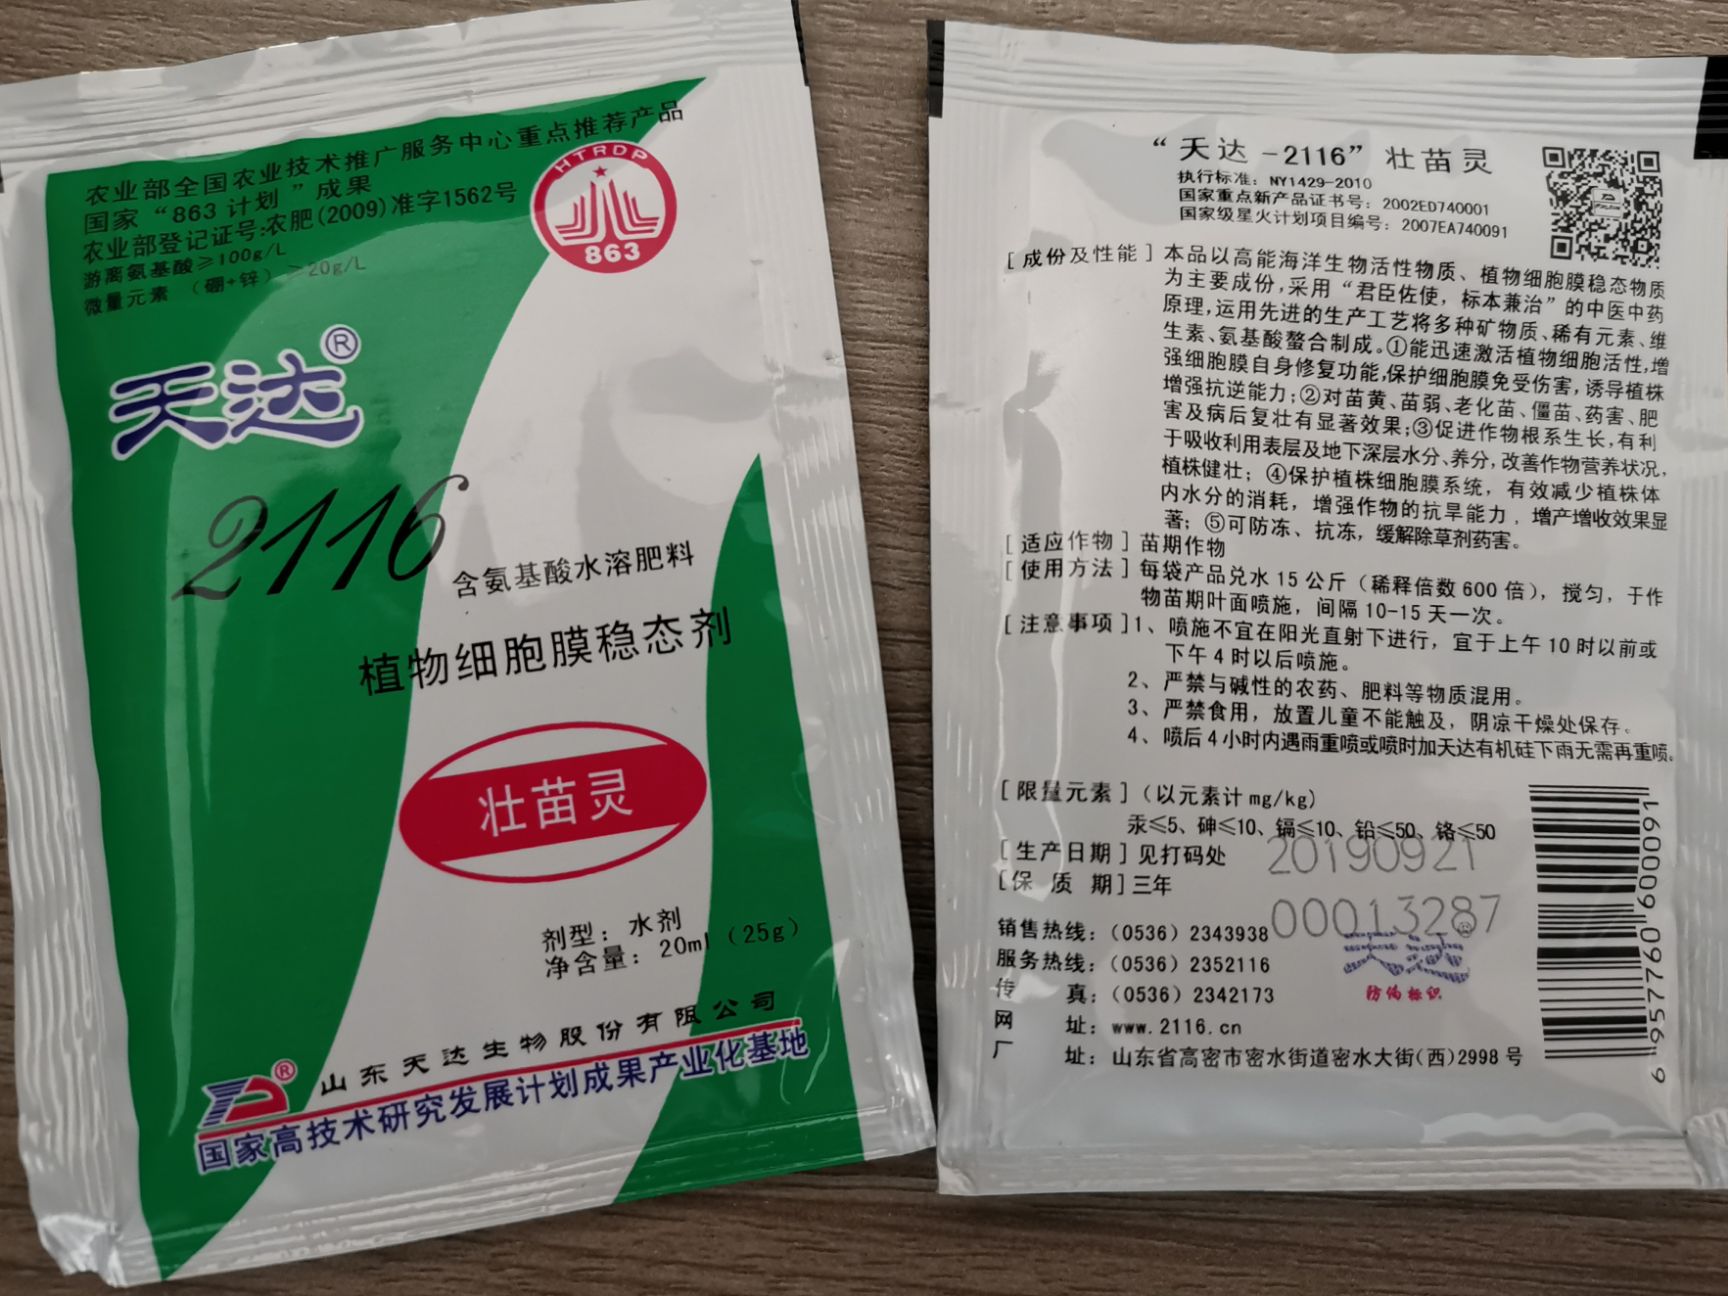 农业部全国农业技术推广服务中心重点推荐产品
国家“863计划”成果
农业部登记证号:农肥(2009)准字1562号
游离氨基酸≥100g/L
微量元素（硼+锌）≥20g/L
HTRDP
863
天达®
2116
含氨基酸水溶肥料
植物细胞膜稳态剂
壮苗灵
剂型：水剂
净含量：20ml（25g）
山东天达生物股份有限公司
国家高技术研究发展计划成果产业化基地
“天达-2116”壮苗灵
执行标准：NY1429-2010
国家重点新产品证书号：2002ED740001
国家级星火计划项目编号：2007EA740091
[成份及性能]本品以高能海洋生物活性物质、植物细胞膜稳态物质
为主要成份,采用“君臣佐使，标本兼治”的中医中药
原理,运用先进的生产工艺将多种矿物质、稀有元素、维
生素、氨基酸螯合制成。①能迅速激活植物细胞活性,增
强细胞膜自身修复功能,保护细胞膜免受伤害,诱导植株
增强抗逆能力;②对苗黄、苗弱、老化苗、僵苗、药害、肥
害及病后复壮有显著效果;③促进作物根系生长,有利
于吸收利用表层及地下深层水分、养分,改善作物营养状况,
植株健壮；④保护植株细胞膜系统，有效减少植株体
内水分的消耗，增强作物的抗旱能力，增产增收效果显
著；⑤可防冻、抗冻，缓解除草剂药害。
[适应作物]苗期作物
[使用方法]每袋产品兑水15公斤（稀释倍数600倍），搅匀，于作
物苗期叶面喷施，间隔10-15天一次。
[注意事项]1、喷施不宜在阳光直射下进行，宜于上午10时以前或
下午4时以后喷施。
2、严禁与碱性的农药、肥料等物质混用。
3、严禁食用，放置儿童不能触及，阴凉干燥处保存。
4、喷后4小时内遇雨重喷或喷时加天达有机硅下雨无需再重喷。
[限量元素]（以元素计mg/kg）
汞≤5、砷≤10、镉≤10、铅≤50、铬≤50
[生产日期]见打码处
20190921
[保 质 期]三年
00013287
销售热线：(0536) 2343938
服务热线：(0536) 2352116
传 真：(0536) 2342173
网 址：www.2116.cn
厂 址：山东省高密市密水街道密水大街(西)2998号
天达®
防伪标识
6 957760 900091